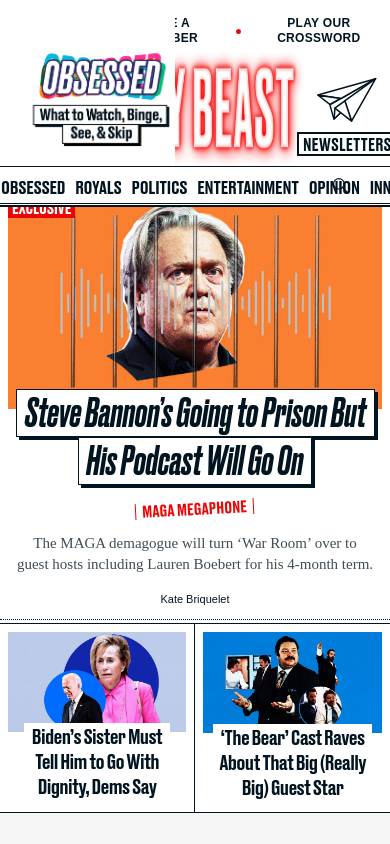 E A
BER
PLAY OUR
CROSSWORD
OBSESSED
What to Watch, Binge,
See, & Skip
Y BEAST
NEWSLETTERS
OBSESSED ROYALS POLITICS ENTERTAINMENT OPINION INN
EXCLUSIVE
Steve Bannon’s Going to Prison But
His Podcast Will Go On
MAGA MEGAPHONE
The MAGA demagogue will turn ‘War Room’ over to
guest hosts including Lauren Boebert for his 4-month term.
Kate Briquelet
Biden’s Sister Must
Tell Him to Go With
Dignity, Dems Say
‘The Bear’ Cast Raves
About That Big (Really
Big) Guest Star